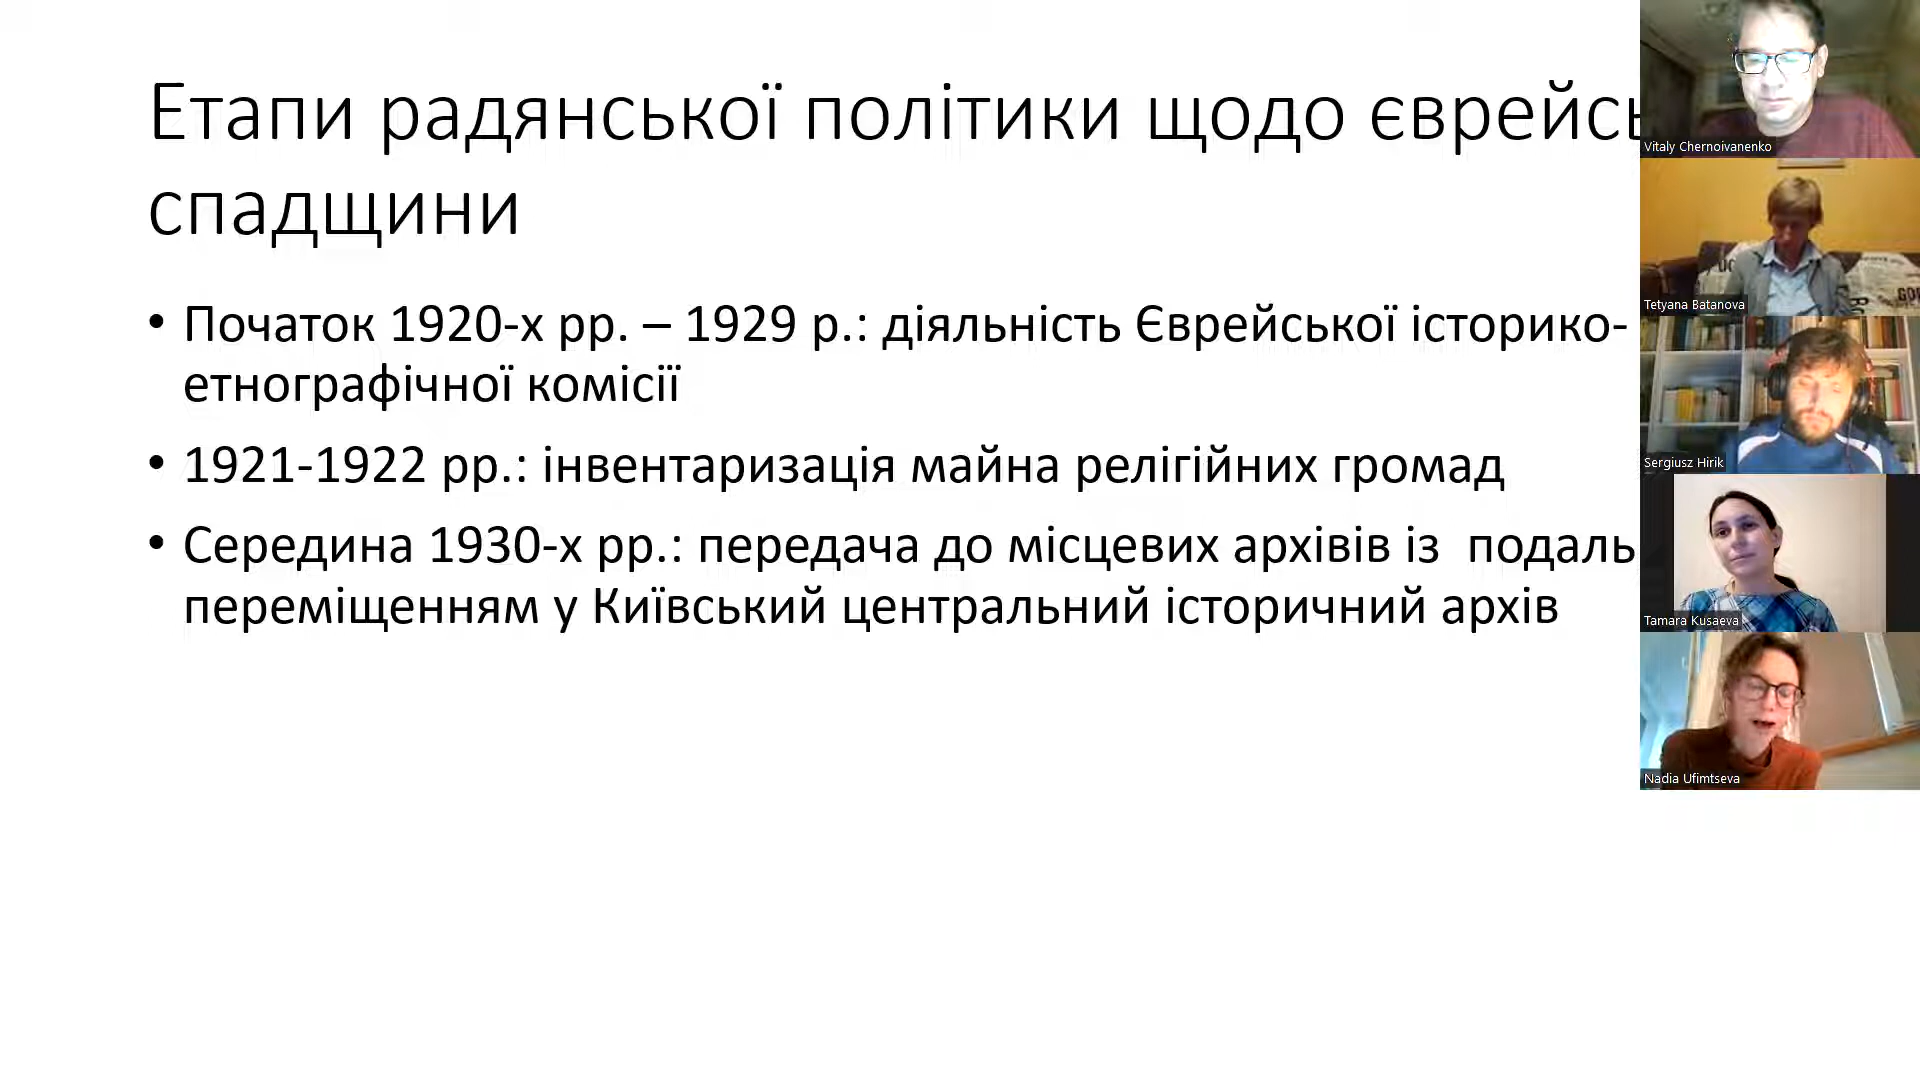 Етапи радянської політики щодо
спадщини
• Початок 1920-х рр. – 1929 р.: діяльність Єврейської історико-
етнографічної комісії
• 1921-1922 рр.: інвентаризація майна релігійних громад
• Середина 1930-х рр.: передача до місцевих архівів із  
переміщенням у Київський центральний історичний архів
Vitaly Chernoivanenko
Tetyana Batanova
Sergiusz Hirik
Tamara Kusaeva
Nadia Ufimtseva